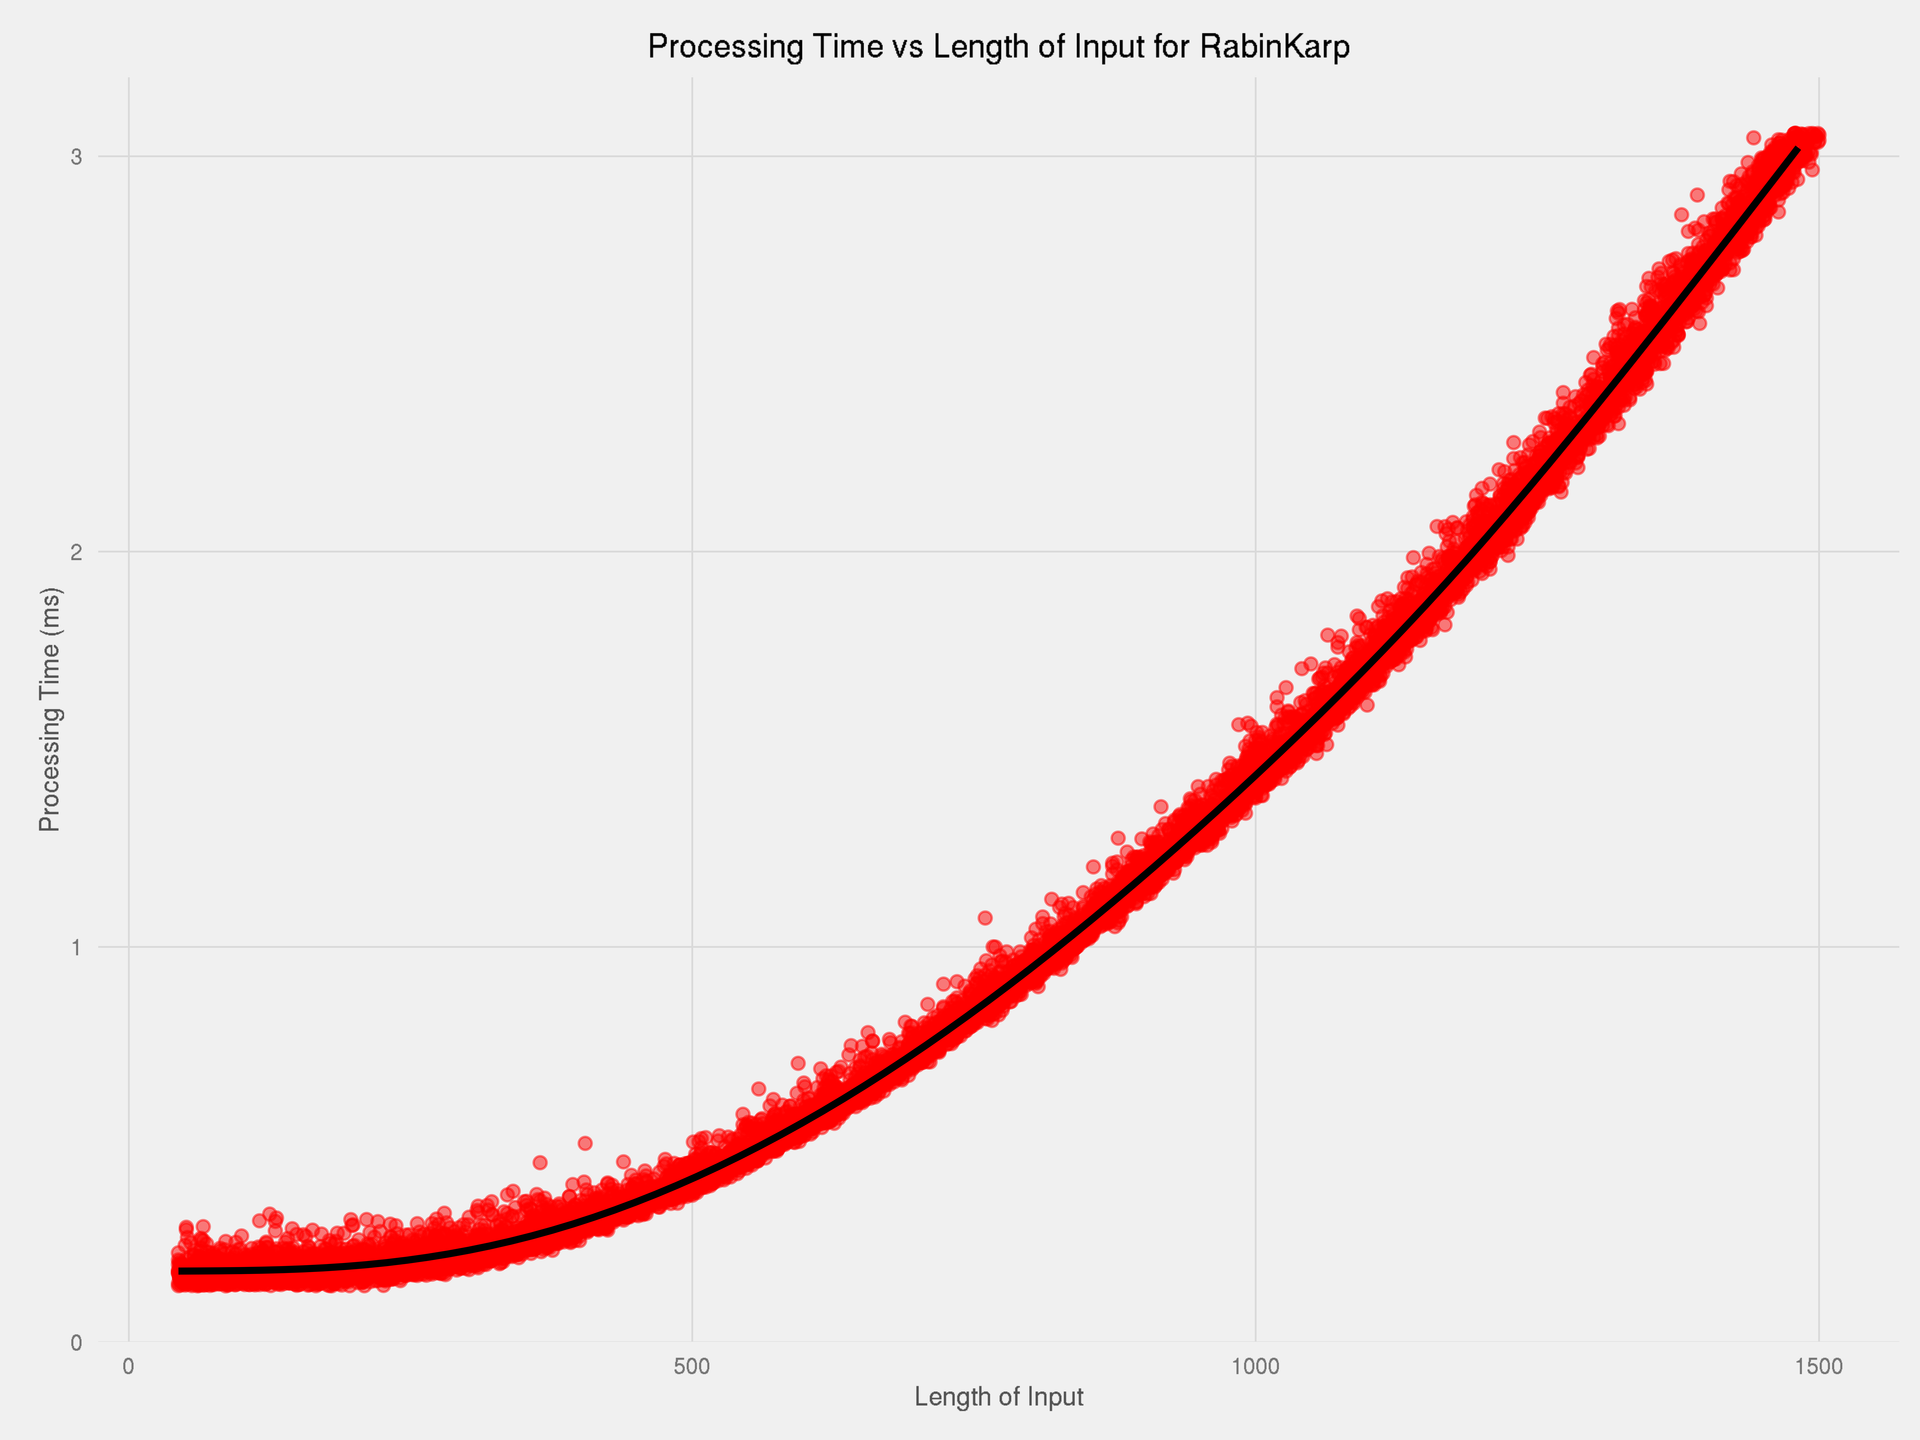 Processing Time vs Length of Input for RabinKarp
3
2
1
0
Processing Time (ms)
0 500 1000 1500
Length of Input